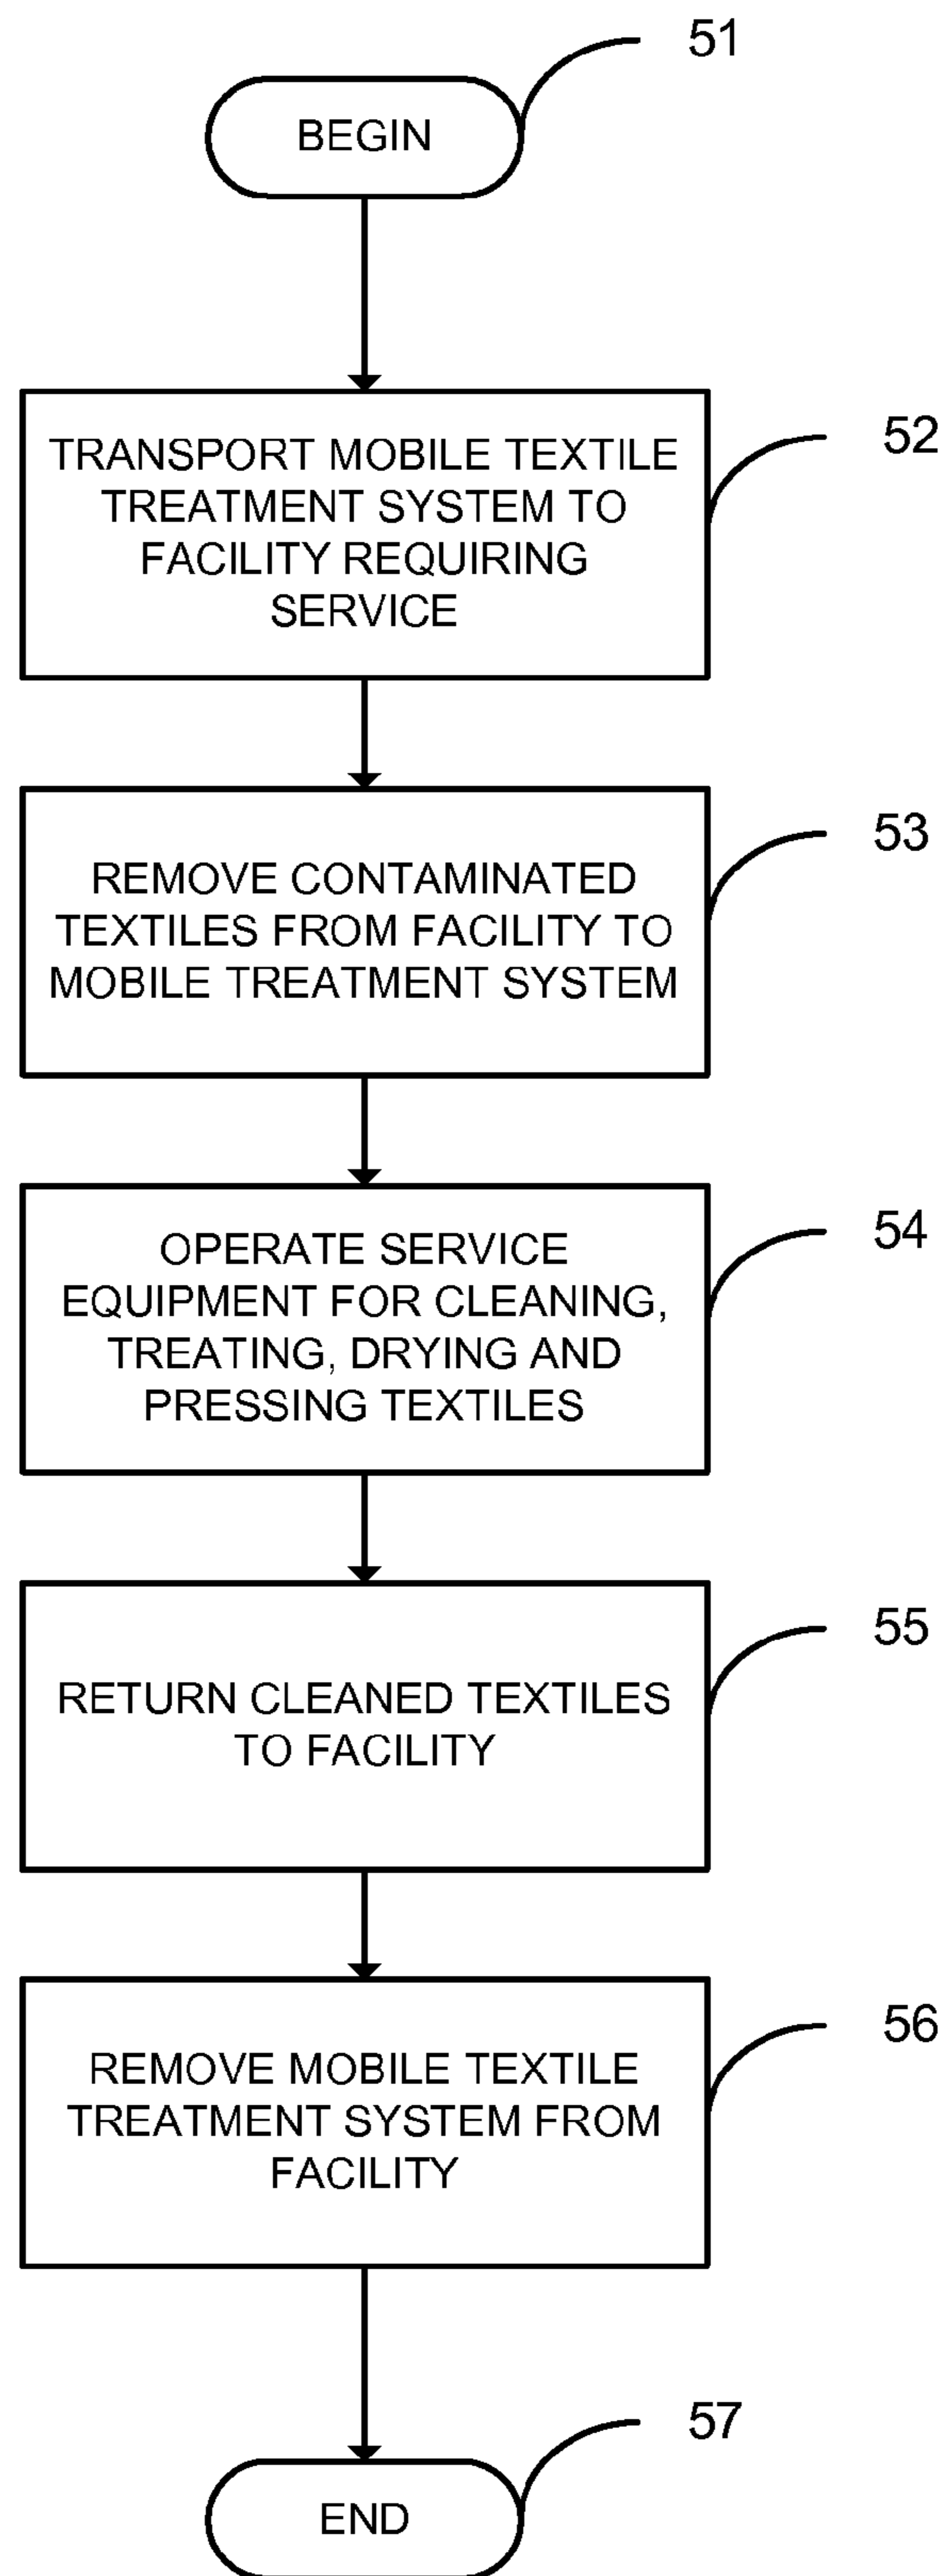 51
BEGIN
52
TRANSPORT MOBILE TEXTILE
TREATMENT SYSTEM TO
FACILITY REQUIRING
SERVICE
53
REMOVE CONTAMINATED
TEXTILES FROM FACILITY TO
MOBILE TREATMENT SYSTEM
54
OPERATE SERVICE
EQUIPMENT FOR CLEANING,
TREATING, DRYING AND
PRESSING TEXTILES
55
RETURN CLEANED TEXTILES
TO FACILITY
56
REMOVE MOBILE TEXTILE
TREATMENT SYSTEM FROM
FACILITY
57
END